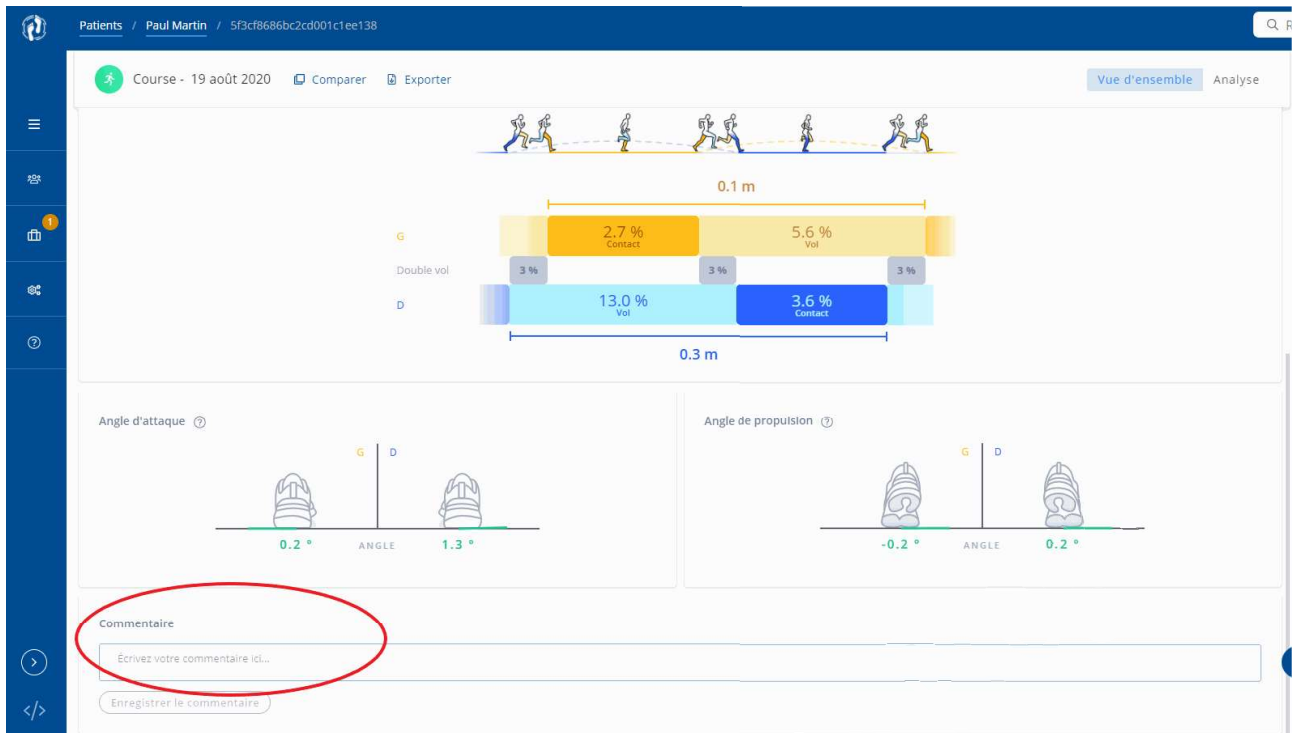 Patients / Paul Martin / 5f3cf8686bc2cd001c1ee138
Course - 19 août 2020 Comparer Exporter Vue d'ensemble Analyse
0.1 m
1
G 2.7 % 5.6 %
Contact Vol
Double vol 3 % 3 % 3 %
D 13.0 % 3.6 %
Vol Contact
0.3 m
Angle d'attaque ? Angle de propulsion ?
G D G D
0.2 ° ANGLE 1.3 ° -0.2 ° ANGLE 0.2 °
Commentaire
Écrivez votre commentaire ici...
Enregistrer le commentaire